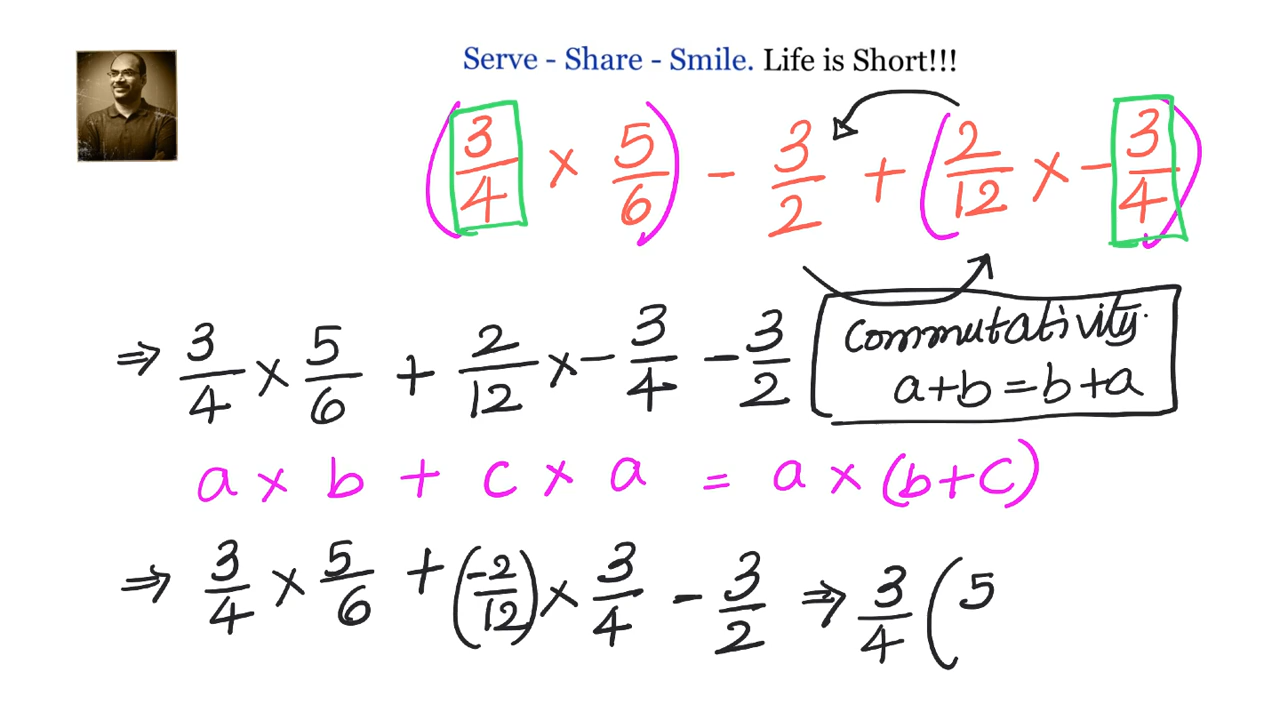 Serve - Share - Smile. Life is Short!!!
(3/4 × 5/6) - 3/2 + (2/12 × -3/4)
⇒ 3/4 × 5/6 + 2/12 × -3/4 - 3/2
Commutativity.
a+b=b+a
a × b + c × a = a × (b+c)
⇒ 3/4 × 5/6 + (-2/12) × 3/4 - 3/2 ⇒ 3/4 (5